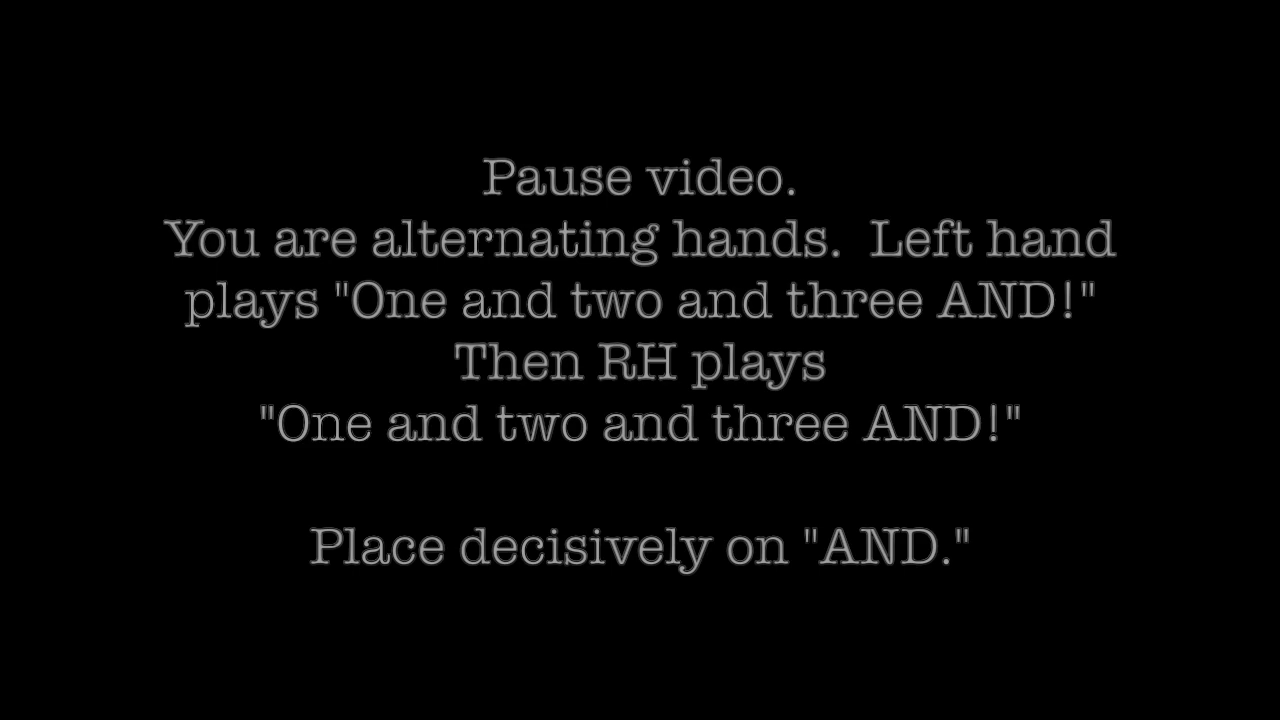 Pause video.
You are alternating hands.  Left hand
plays "One and two and three AND!"
Then RH plays
"One and two and three AND!"
Place decisively on "AND."